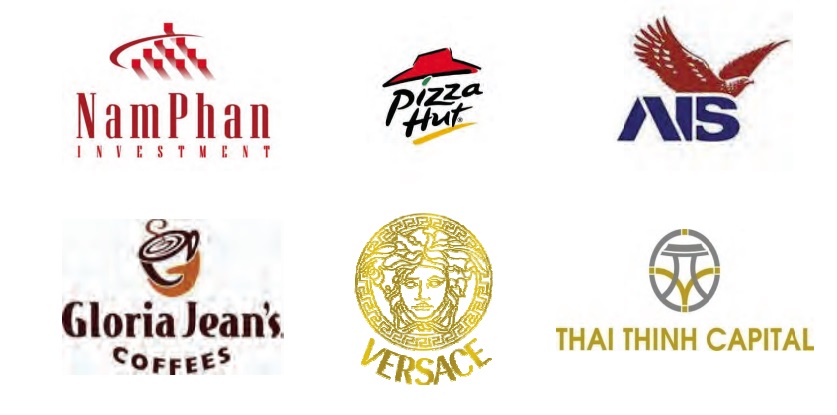 NamPhan
INVESTMENT
Pizza
Hut®
AIS
Gloria Jean's
COFFEES
VERSACE
THAI THINH CAPITAL